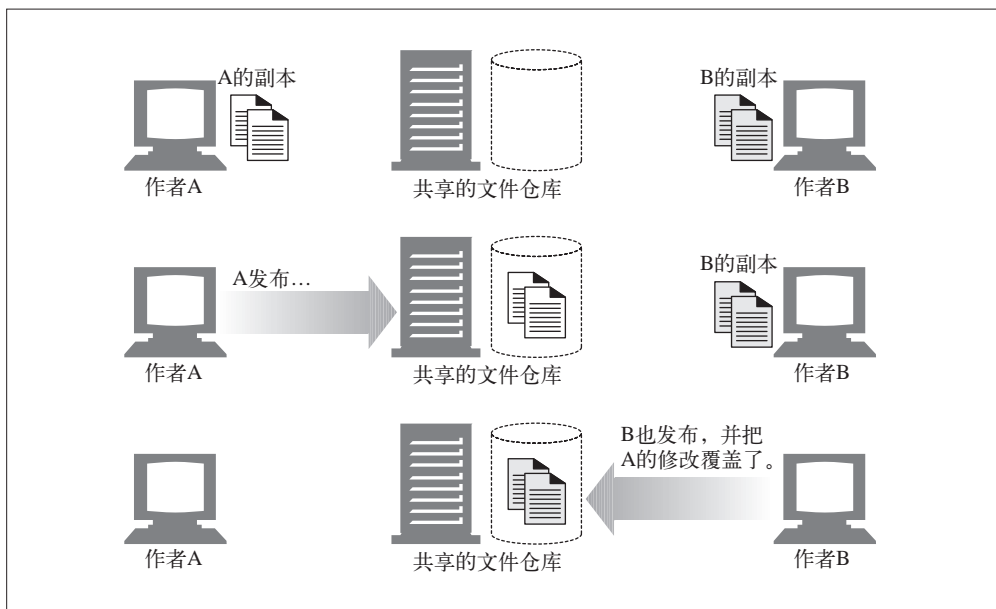 A的副本
B的副本
作者A
共享的文件仓库
作者B
A发布…
B的副本
作者A
共享的文件仓库
作者B
B也发布，并把
A的修改覆盖了。
作者A
共享的文件仓库
作者B